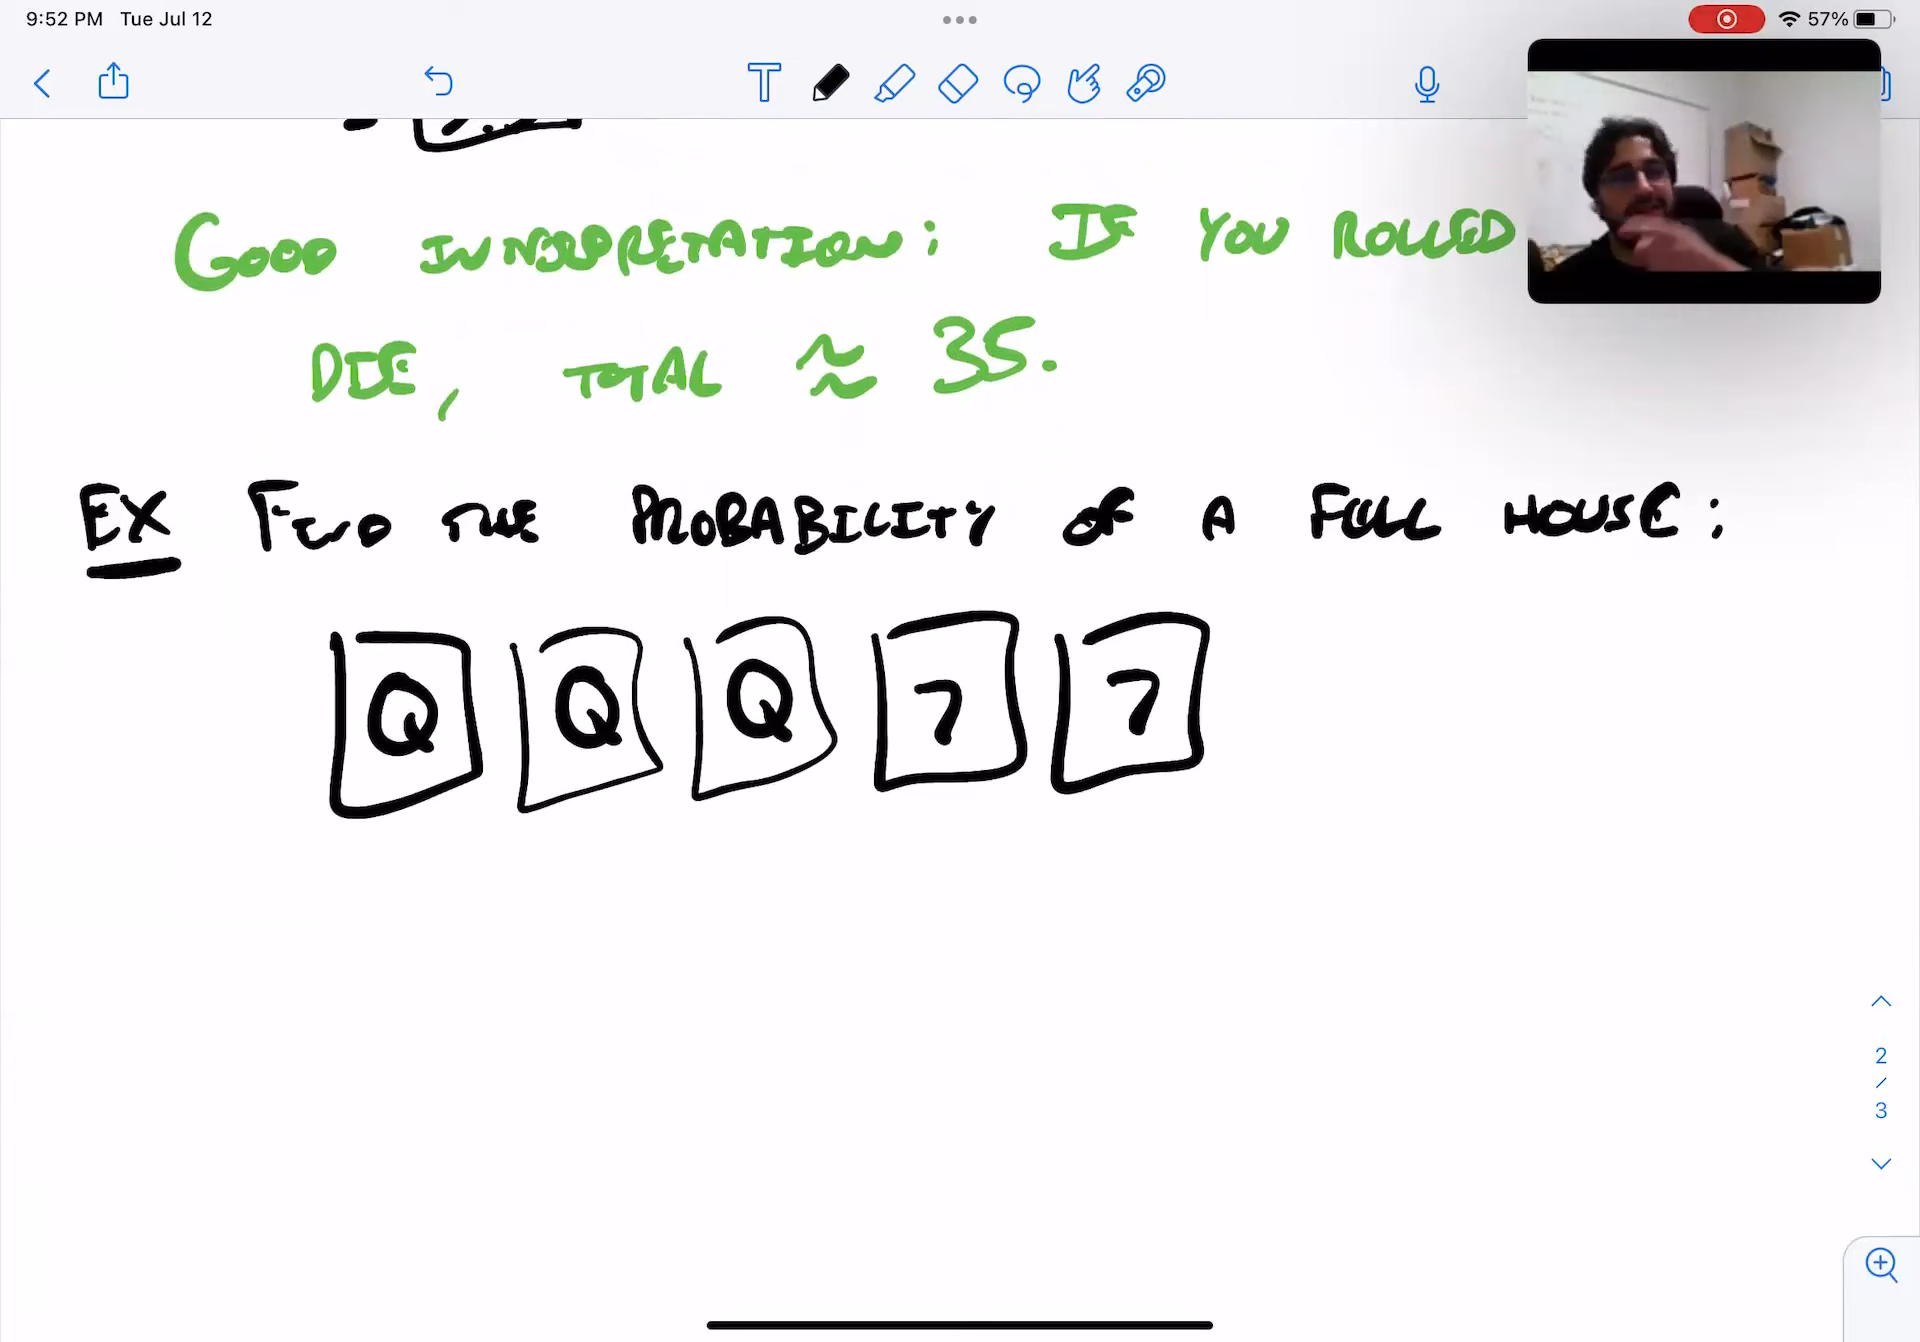 9:52 PM Tue Jul 12
57%
GOOD INTERPRETATION: IF YOU ROLLED
DIE, TOTAL ≈ 35.
EX FIND THE PROBABILITY OF A FULL HOUSE:
Q Q Q 7 7
2
/
3